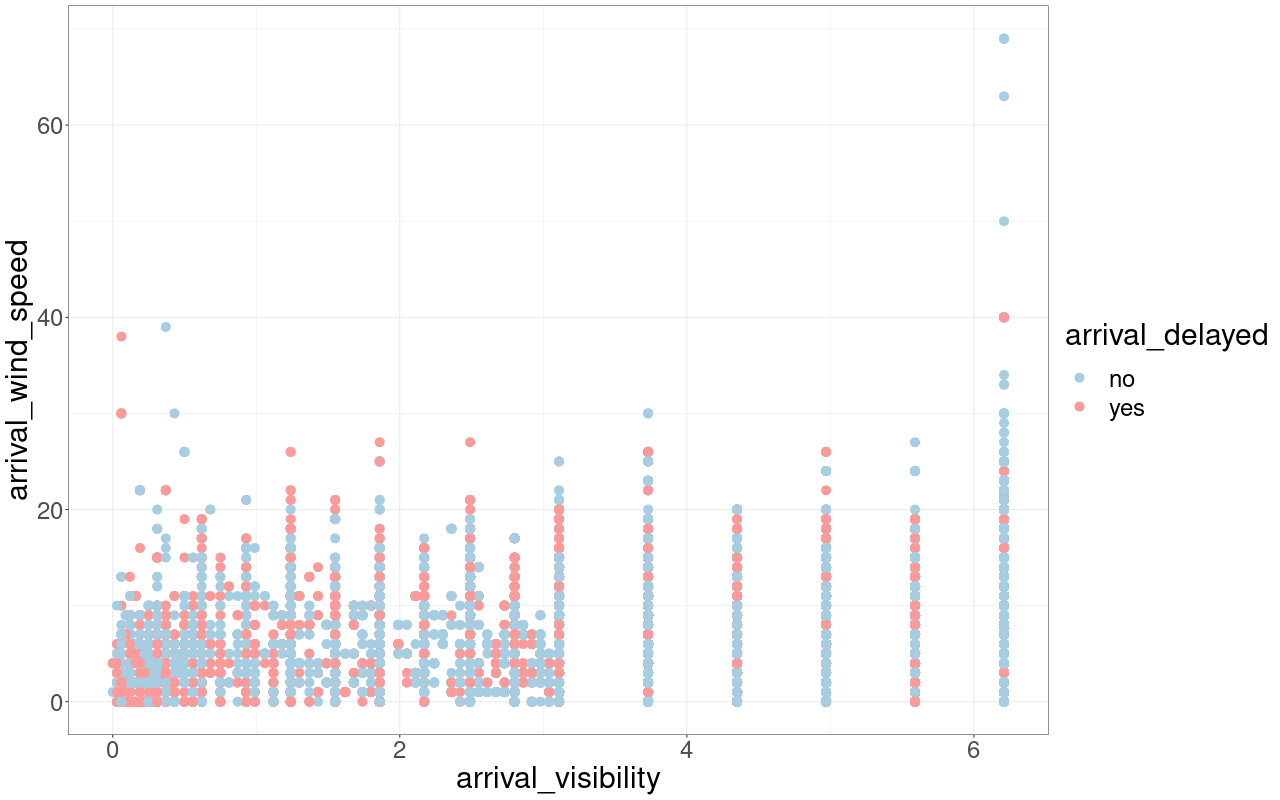 60
40
20
0
0 2 4 6
arrival_visibility
arrival_wind_speed
arrival_delayed
no
yes